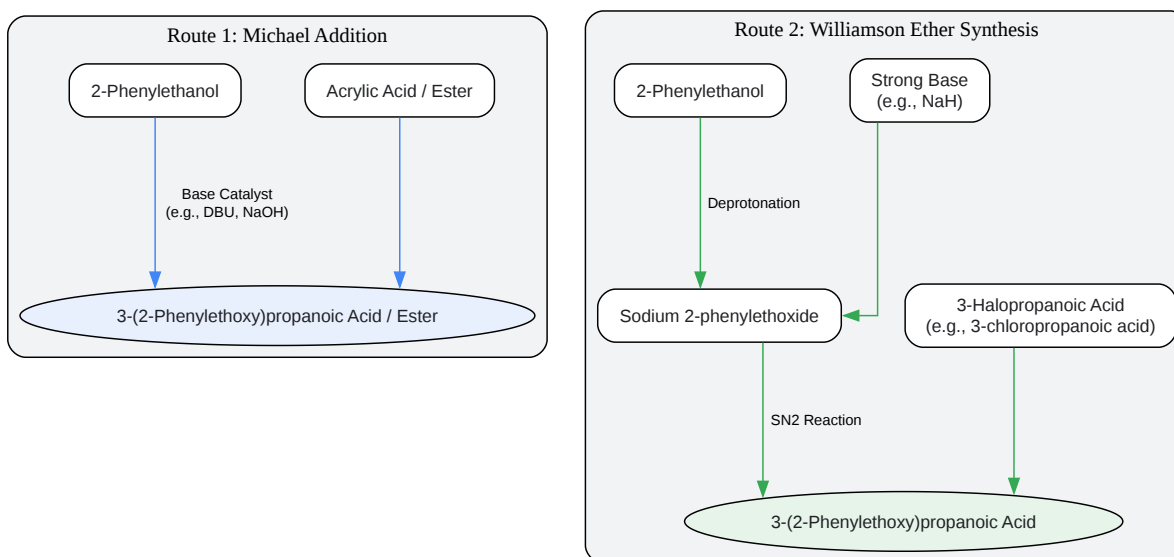 Route 1: Michael Addition
2-Phenylethanol
Acrylic Acid / Ester
Base Catalyst
(e.g., DBU, NaOH)
3-(2-Phenylethoxy)propanoic Acid / Ester
Route 2: Williamson Ether Synthesis
2-Phenylethanol
Strong Base
(e.g., NaH)
Deprotonation
Sodium 2-phenylethoxide
3-Halopropanoic Acid
(e.g., 3-chloropropanoic acid)
SN2 Reaction
3-(2-Phenylethoxy)propanoic Acid